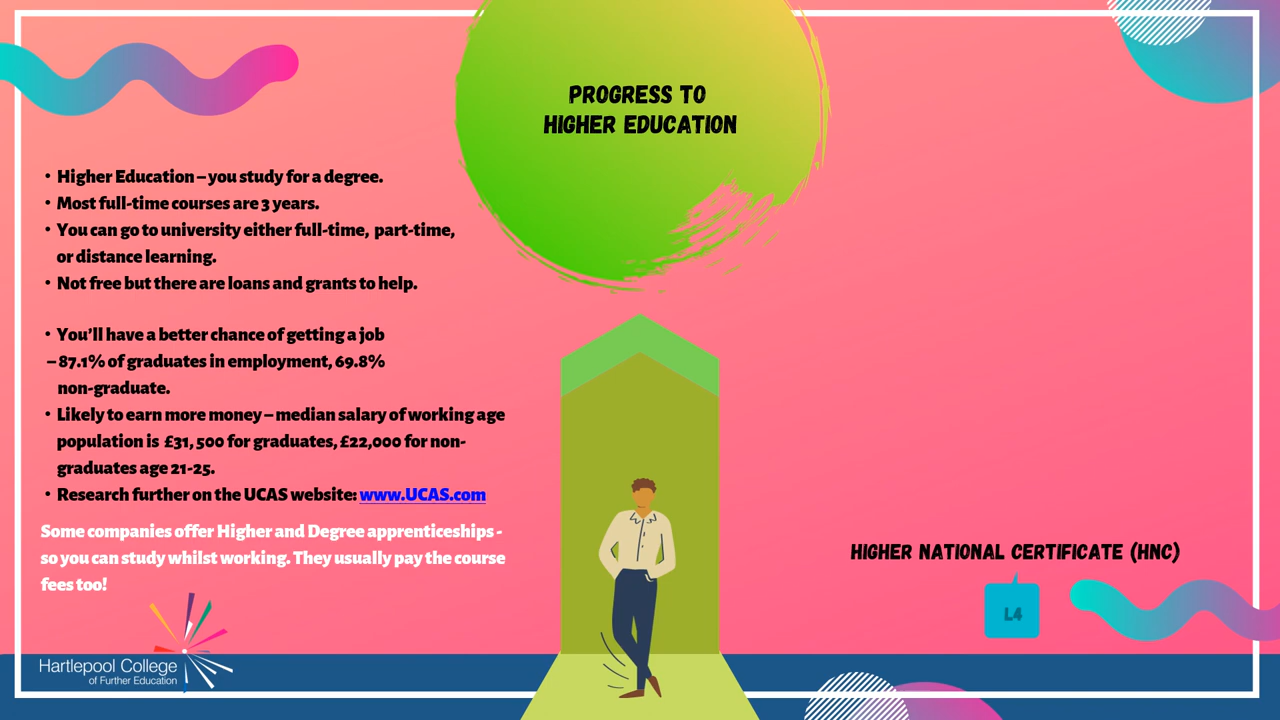 PROGRESS TO
HIGHER EDUCATION
• Higher Education – you study for a degree.
• Most full-time courses are 3 years.
• You can go to university either full-time, part-time,
or distance learning.
• Not free but there are loans and grants to help.
• You'll have a better chance of getting a job
– 87.1% of graduates in employment, 69.8%
non-graduate.
• Likely to earn more money – median salary of working age
population is £31, 500 for graduates, £22,000 for non-
graduates age 21-25.
• Research further on the UCAS website: www.UCAS.com
Some companies offer Higher and Degree apprenticeships -
so you can study whilst working. They usually pay the course
fees too!
HIGHER NATIONAL CERTIFICATE (HNC)
L4
Hartlepool College
of Further Education